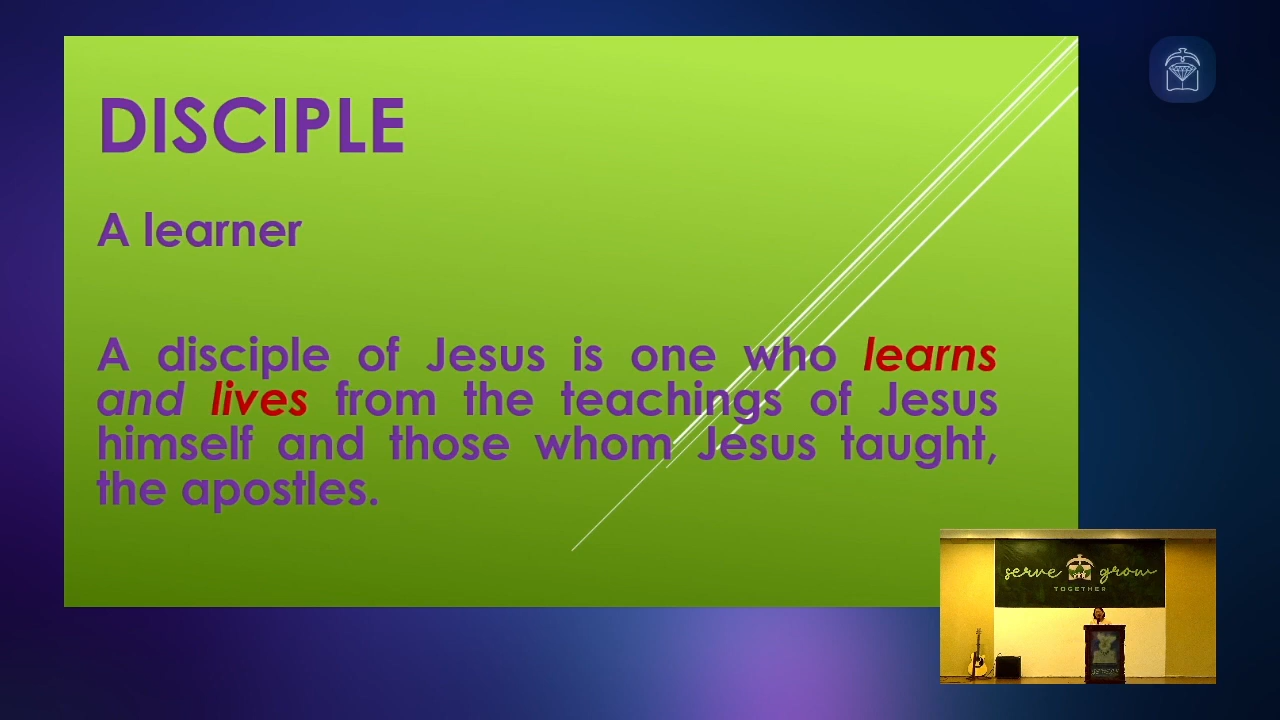 DISCIPLE
A learner
A disciple of Jesus is one who learns
and lives from the teachings of Jesus
himself and those whom Jesus taught,
the apostles.
serve grow
TOGETHER